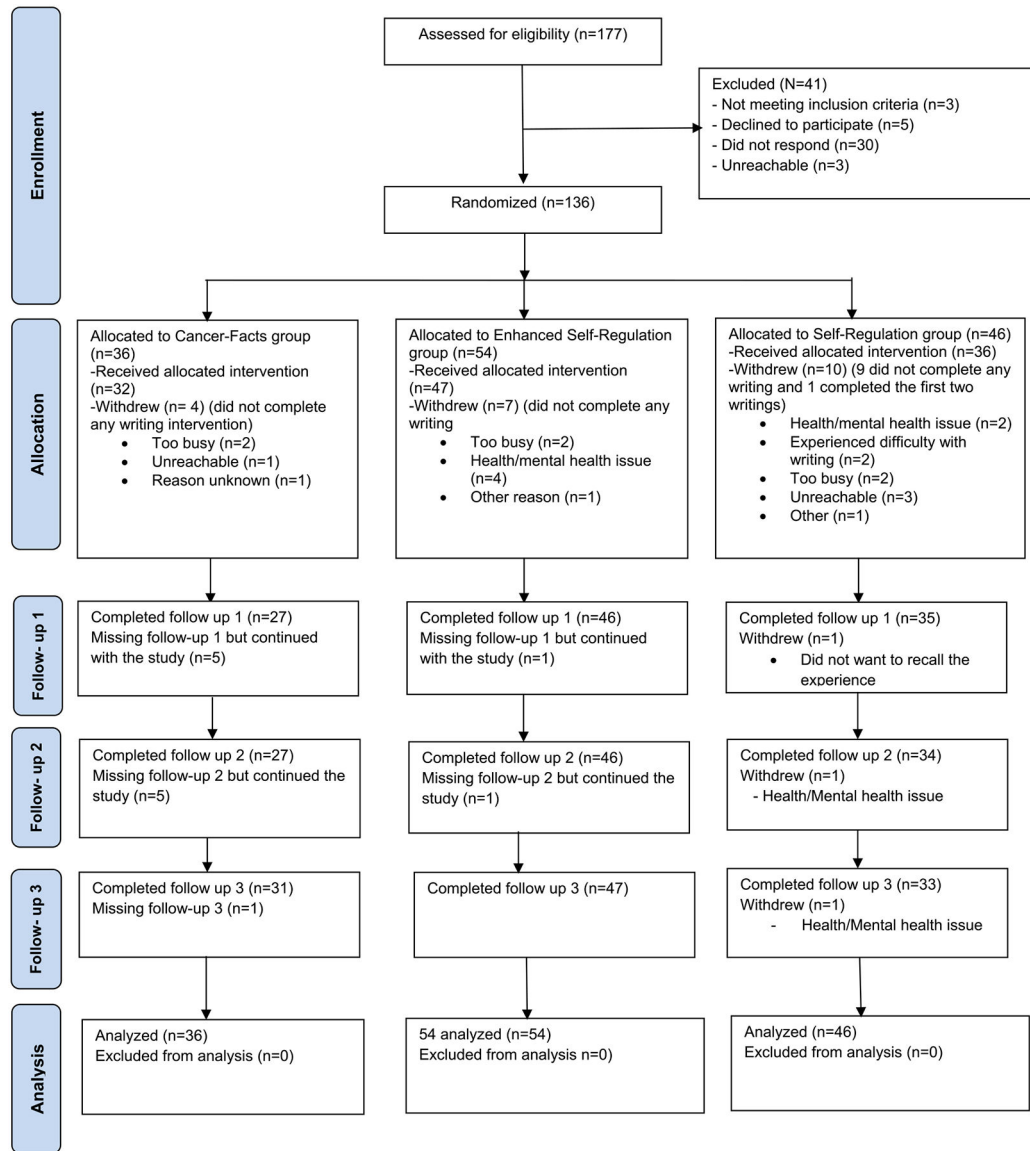 Enrollment
Assessed for eligibility (n=177)
Excluded (N=41)
- Not meeting inclusion criteria (n=3)
- Declined to participate (n=5)
- Did not respond (n=30)
- Unreachable (n=3)
Randomized (n=136)
Allocation
Allocated to Cancer-Facts group
(n=36)
-Received allocated intervention
(n=32)
-Withdrew (n= 4) (did not complete
any writing intervention)
• Too busy (n=2)
• Unreachable (n=1)
• Reason unknown (n=1)
Allocated to Enhanced Self-Regulation
group (n=54)
-Received allocated intervention
(n=47)
-Withdrew (n=7) (did not complete any
writing
• Too busy (n=2)
• Health/mental health issue
(n=4)
• Other reason (n=1)
Allocated to Self-Regulation group (n=46)
-Received allocated intervention (n=36)
-Withdrew (n=10) (9 did not complete any
writing and 1 completed the first two
writings)
• Health/mental health issue (n=2)
• Experienced difficulty with
writing (n=2)
• Too busy (n=2)
• Unreachable (n=3)
• Other (n=1)
Follow- up 1
Completed follow up 1 (n=27)
Missing follow-up 1 but continued
with the study (n=5)
Completed follow up 1 (n=46)
Missing follow-up 1 but continued
with the study (n=1)
Completed follow up 1 (n=35)
Withdrew (n=1)
• Did not want to recall the
experience
Follow- up 2
Completed follow up 2 (n=27)
Missing follow-up 2 but continued the
study (n=5)
Completed follow up 2 (n=46)
Missing follow-up 2 but continued the
study (n=1)
Completed follow up 2 (n=34)
Withdrew (n=1)
- Health/Mental health issue
Follow- up 3
Completed follow up 3 (n=31)
Missing follow-up 3 (n=1)
Completed follow up 3 (n=47)
Completed follow up 3 (n=33)
Withdrew (n=1)
- Health/Mental health issue
Analysis
Analyzed (n=36)
Excluded from analysis (n=0)
54 analyzed (n=54)
Excluded from analysis n=0)
Analyzed (n=46)
Excluded from analysis (n=0)